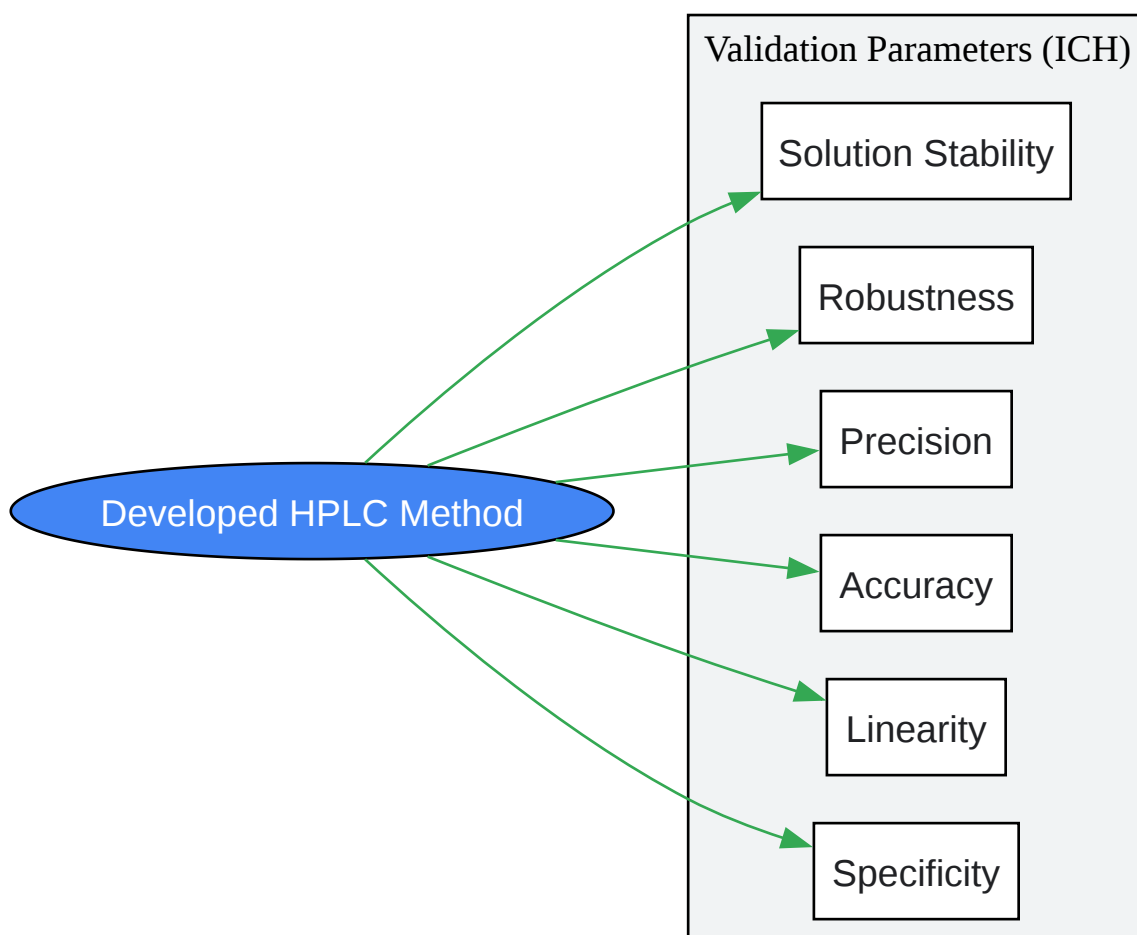 Validation Parameters (ICH)
Solution Stability
Robustness
Precision
Developed HPLC Method
Accuracy
Linearity
Specificity